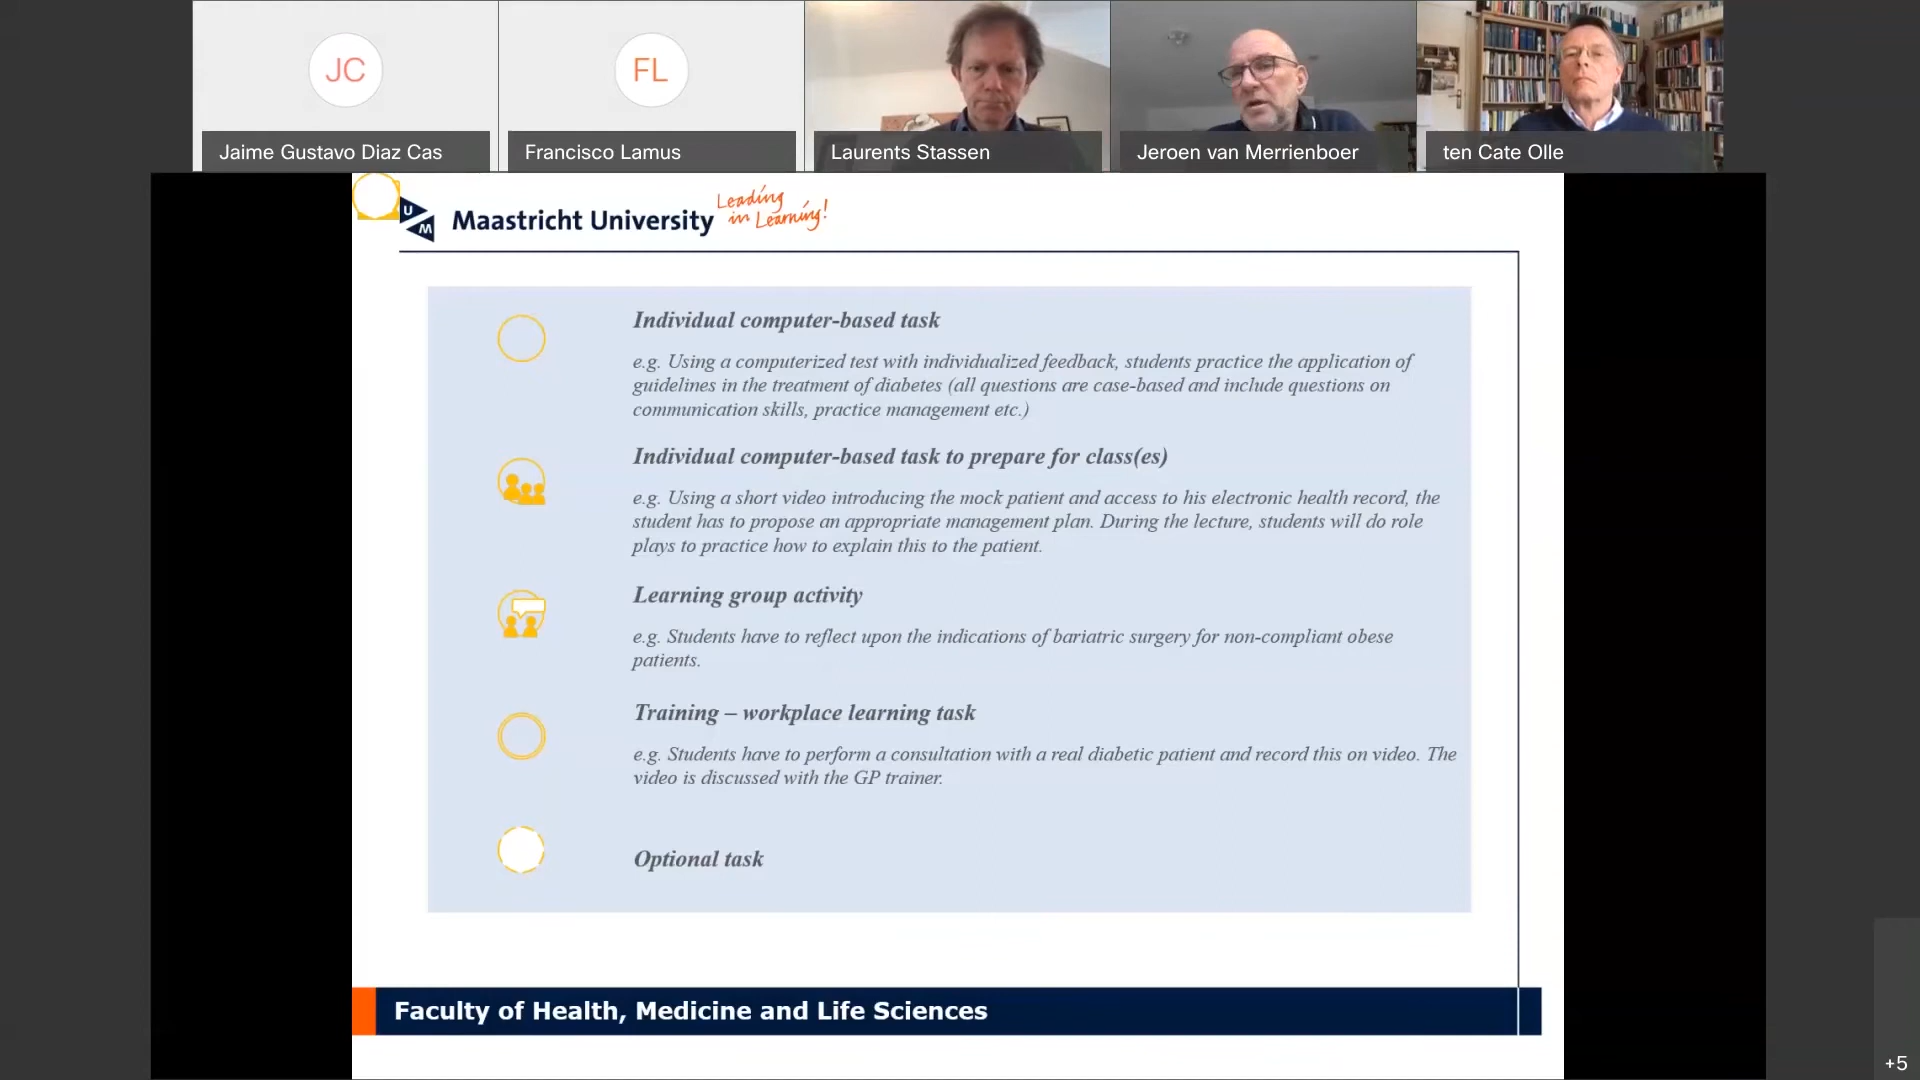 JC
FL
Jaime Gustavo Diaz Cas
Francisco Lamus
Laurents Stassen
Jeroen van Merrienboer
ten Cate Olle
U
M
Maastricht University
Leading
in Learning!
Individual computer-based task
e.g. Using a computerized test with individualized feedback, students practice the application of
guidelines in the treatment of diabetes (all questions are case-based and include questions on
communication skills, practice management etc.)
Individual computer-based task to prepare for class(es)
e.g. Using a short video introducing the mock patient and access to his electronic health record, the
student has to propose an appropriate management plan. During the lecture, students will do role
plays to practice how to explain this to the patient.
Learning group activity
e.g. Students have to reflect upon the indications of bariatric surgery for non-compliant obese
patients.
Training – workplace learning task
e.g. Students have to perform a consultation with a real diabetic patient and record this on video. The
video is discussed with the GP trainer.
Optional task
Faculty of Health, Medicine and Life Sciences
+5